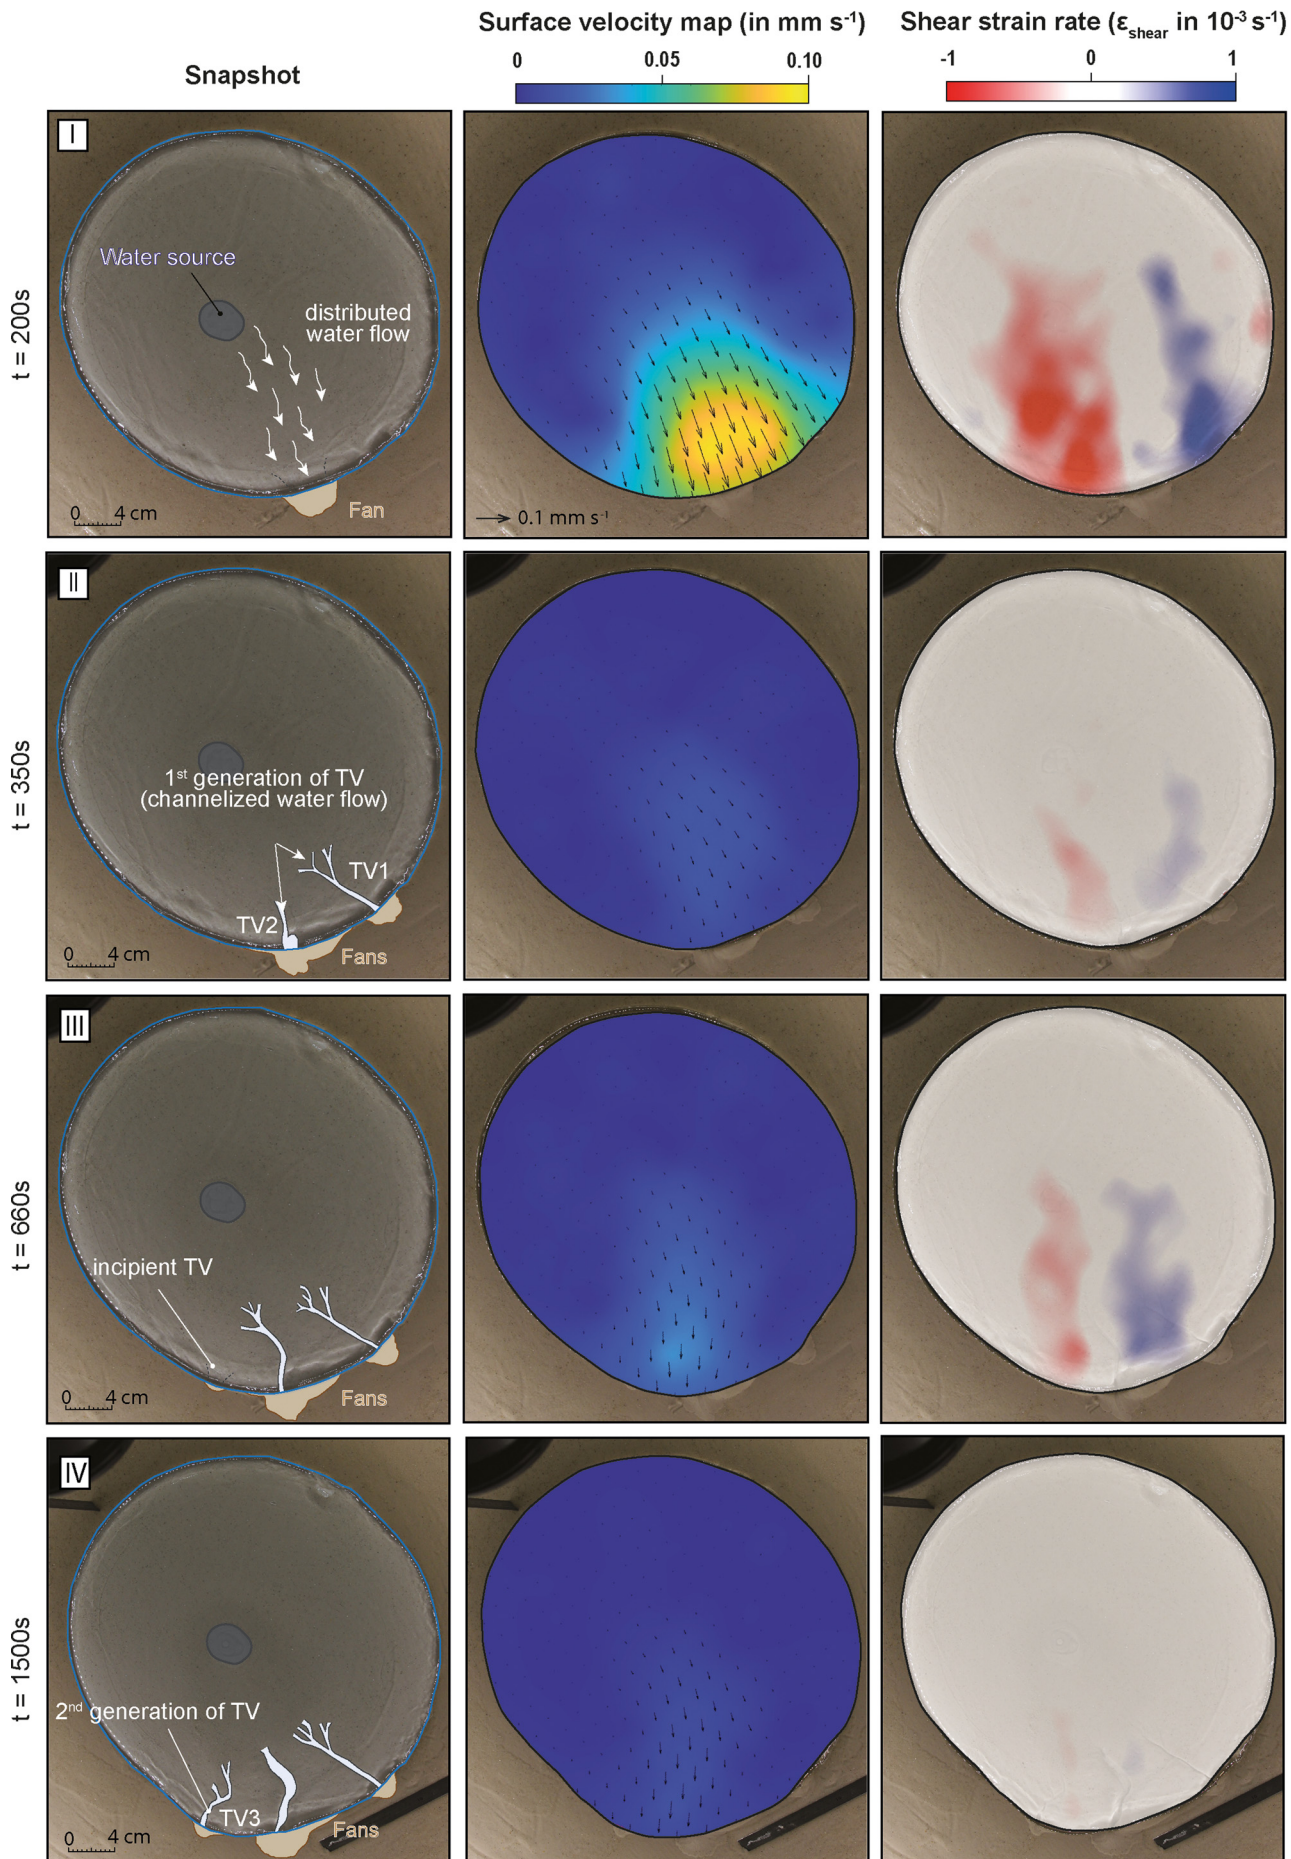 Snapshot
Surface velocity map (in mm s⁻¹)
0 0.05 0.10
Shear strain rate (ε_shear in 10⁻³ s⁻¹)
-1 0 1
t = 200s
I
Water source
distributed
water flow
0 4 cm
Fan
0.1 mm s⁻¹
t = 350s
II
1st generation of TV
(channelized water flow)
TV1
TV2
0 4 cm
Fans
t = 660s
III
incipient TV
0 4 cm
Fans
t = 1500s
IV
2nd generation of TV
TV3
0 4 cm
Fans